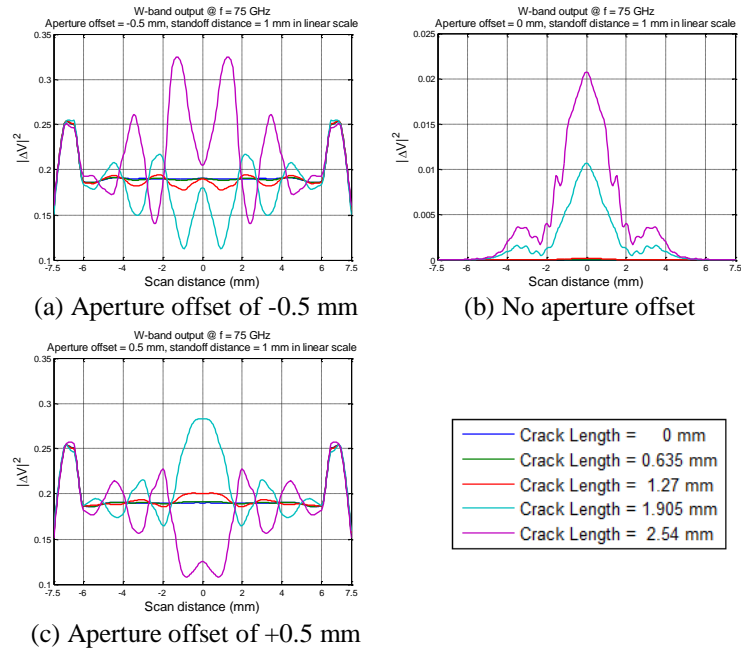 W-band output @ f = 75 GHz
Aperture offset = -0.5 mm, standoff distance = 1 mm in linear scale
0.35
0.3
0.25
0.2
0.15
0.1
|ΔV|²
-7.5 -6 -4 -2 0 2 4 6 7.5
Scan distance (mm)
(a) Aperture offset of -0.5 mm
W-band output @ f = 75 GHz
Aperture offset = 0 mm, standoff distance = 1 mm in linear scale
0.025
0.02
0.015
0.01
0.005
0
|ΔV|²
-7.5 -6 -4 -2 0 2 4 6 7.5
Scan distance (mm)
(b) No aperture offset
W-band output @ f = 75 GHz
Aperture offset = 0.5 mm, standoff distance = 1 mm in linear scale
0.35
0.3
0.25
0.2
0.15
0.1
|ΔV|²
-7.5 -6 -4 -2 0 2 4 6 7.5
Scan distance (mm)
(c) Aperture offset of +0.5 mm
Crack Length = 0 mm
Crack Length = 0.635 mm
Crack Length = 1.27 mm
Crack Length = 1.905 mm
Crack Length = 2.54 mm